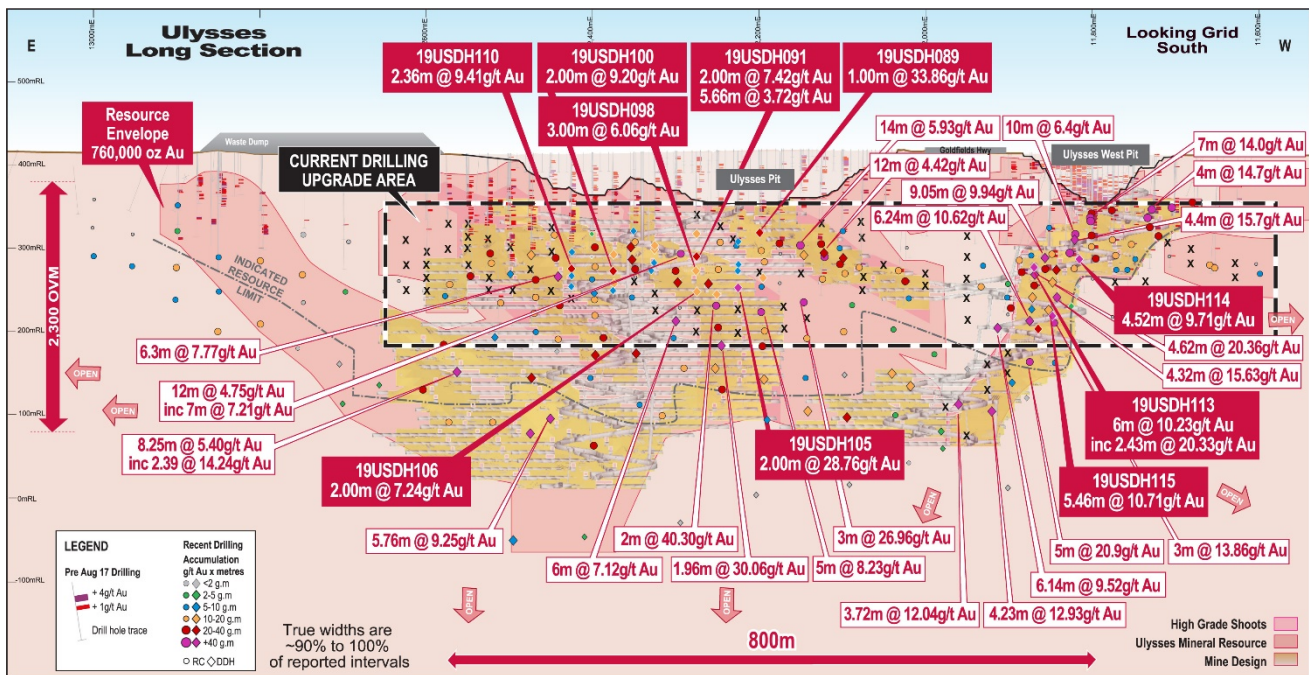 E
13000mE
Ulysses
Long Section
12,400mE
11,800mE
Looking Grid
South
11,600mE
W
500mRL
400mRL
300mRL
200mRL
100mRL
0mRL
-100mRL
19USDH110
2.36m @ 9.41g/t Au
19USDH100
2.00m @ 9.20g/t Au
19USDH098
3.00m @ 6.06g/t Au
19USDH091
2.00m @ 7.42g/t Au
5.66m @ 3.72g/t Au
19USDH089
1.00m @ 33.86g/t Au
Resource
Envelope
760,000 oz Au
Waste Dump
CURRENT DRILLING
UPGRADE AREA
Ulysses Pit
Goldfields Hwy
Ulysses West Pit
14m @ 5.93g/t Au
10m @ 6.4g/t Au
7m @ 14.0g/t Au
12m @ 4.42g/t Au
4m @ 14.7g/t Au
9.05m @ 9.94g/t Au
6.24m @ 10.62g/t Au
4.4m @ 15.7g/t Au
INDICATED
RESOURCE
LIMIT
2,300 OVM
OPEN
OPEN
OPEN
6.3m @ 7.77g/t Au
12m @ 4.75g/t Au
inc 7m @ 7.21g/t Au
8.25m @ 5.40g/t Au
inc 2.39 @ 14.24g/t Au
19USDH106
2.00m @ 7.24g/t Au
19USDH105
2.00m @ 28.76g/t Au
19USDH114
4.52m @ 9.71g/t Au
4.62m @ 20.36g/t Au
4.32m @ 15.63g/t Au
19USDH113
6m @ 10.23g/t Au
inc 2.43m @ 20.33g/t Au
19USDH115
5.46m @ 10.71g/t Au
OPEN
OPEN
5.76m @ 9.25g/t Au
6m @ 7.12g/t Au
2m @ 40.30g/t Au
1.96m @ 30.06g/t Au
3m @ 26.96g/t Au
5m @ 8.23g/t Au
5m @ 20.9g/t Au
3m @ 13.86g/t Au
6.14m @ 9.52g/t Au
3.72m @ 12.04g/t Au
4.23m @ 12.93g/t Au
OPEN
OPEN
LEGEND
Pre Aug 17 Drilling
+ 4g/t Au
+ 1g/t Au
Drill hole trace
Recent Drilling
Accumulation
g/t Au x metres
<2 g.m
2-5 g.m
5-10 g.m
10-20 g.m
20-40 g.m
+40 g.m
RC DDH
True widths are
~90% to 100%
of reported intervals
800m
High Grade Shoots
Ulysses Mineral Resource
Mine Design